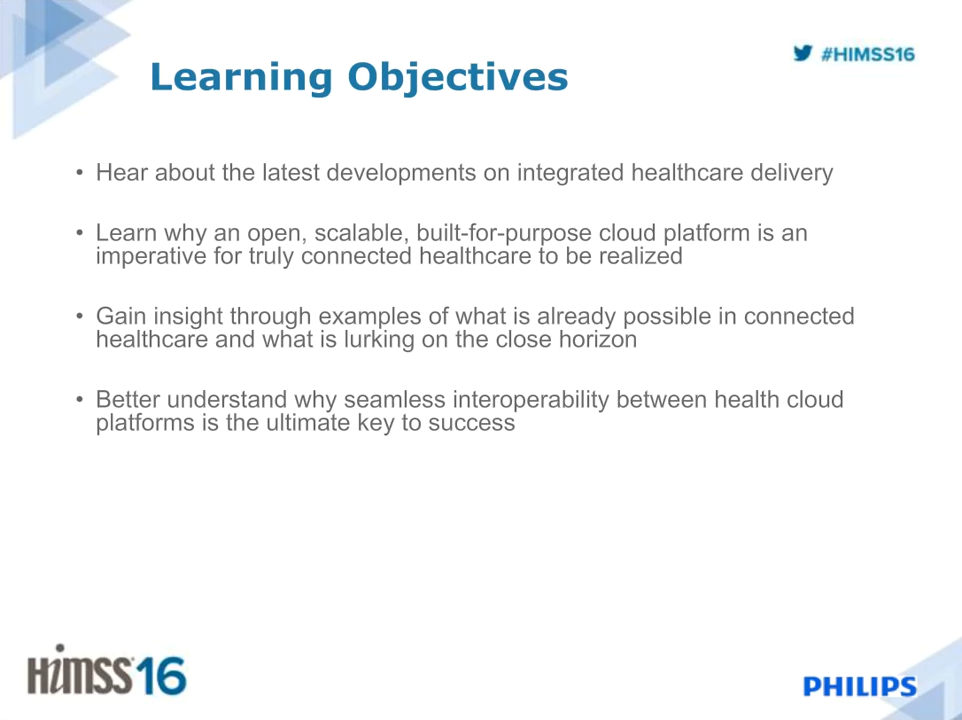 #HIMSS16
Learning Objectives
• Hear about the latest developments on integrated healthcare delivery
• Learn why an open, scalable, built-for-purpose cloud platform is an
imperative for truly connected healthcare to be realized
• Gain insight through examples of what is already possible in connected
healthcare and what is lurking on the close horizon
• Better understand why seamless interoperability between health cloud
platforms is the ultimate key to success
HIMSS®16
PHILIPS